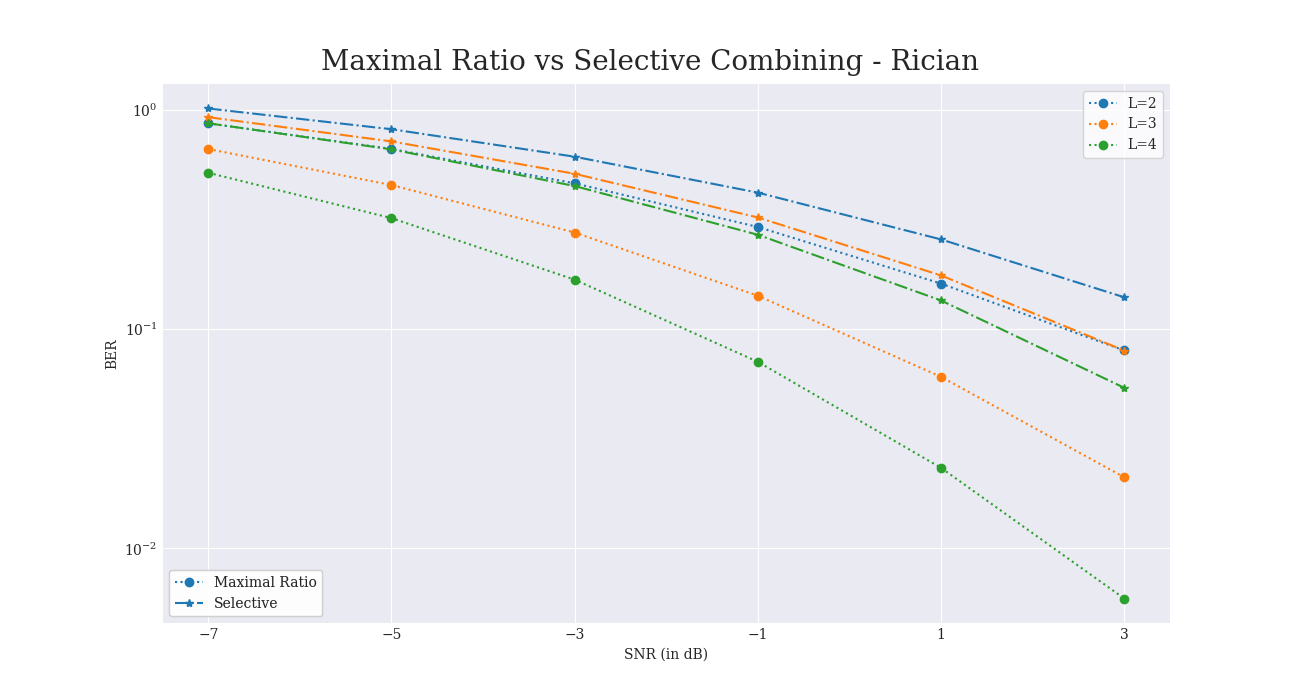 Maximal Ratio vs Selective Combining - Rician
L=2
L=3
L=4
10⁰
10⁻¹
10⁻²
BER
Maximal Ratio
Selective
−7
−5
−3
−1
1
3
SNR (in dB)